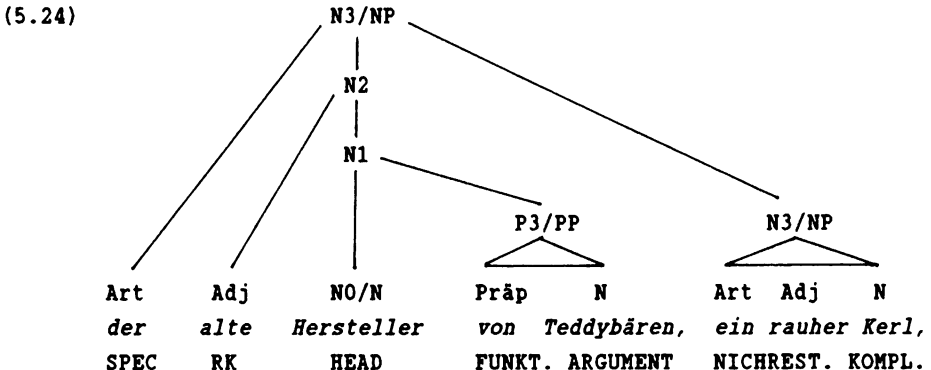 (5.24) N3/NP
N2
N1
P3/PP N3/NP
Art Adj N0/N Präp N Art Adj N
der alte Hersteller von Teddybären, ein rauher Kerl,
SPEC RK HEAD FUNKT. ARGUMENT NICHREST. KOMPL.